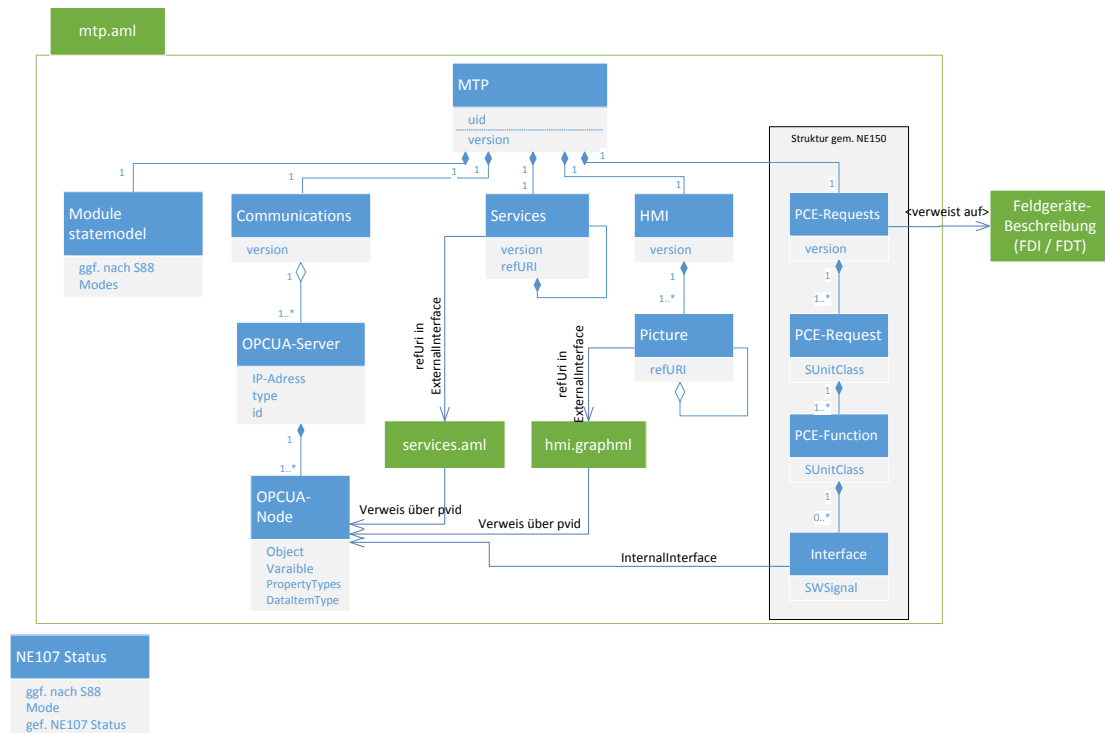 mtp.aml
MTP
uid
version
Struktur gem. NE150
1
1
1
1
1
1
1
1
1
1
1
Module
statemodel
ggf. nach S88
Modes
Communications
version
Services
version
refURI
HMI
version
PCE-Requests
version
<verweist auf>
Feldgeräte-
Beschreibung
(FDI / FDT)
1
1..*
1
1..*
1
1..*
OPCUA-Server
IP-Adress
type
id
refUri in
ExternalInterface
Picture
refURI
refUri in
ExternalInterface
PCE-Request
SUnitClass
1
1..*
1
1..*
services.aml
hmi.graphml
PCE-Function
SUnitClass
1
0..*
OPCUA-
Node
Object
Varaible
PropertyTypes
DataItemType
Verweis über pvid
Verweis über pvid
InternalInterface
Interface
SWSignal
NE107 Status
ggf. nach S88
Mode
gef. NE107 Status